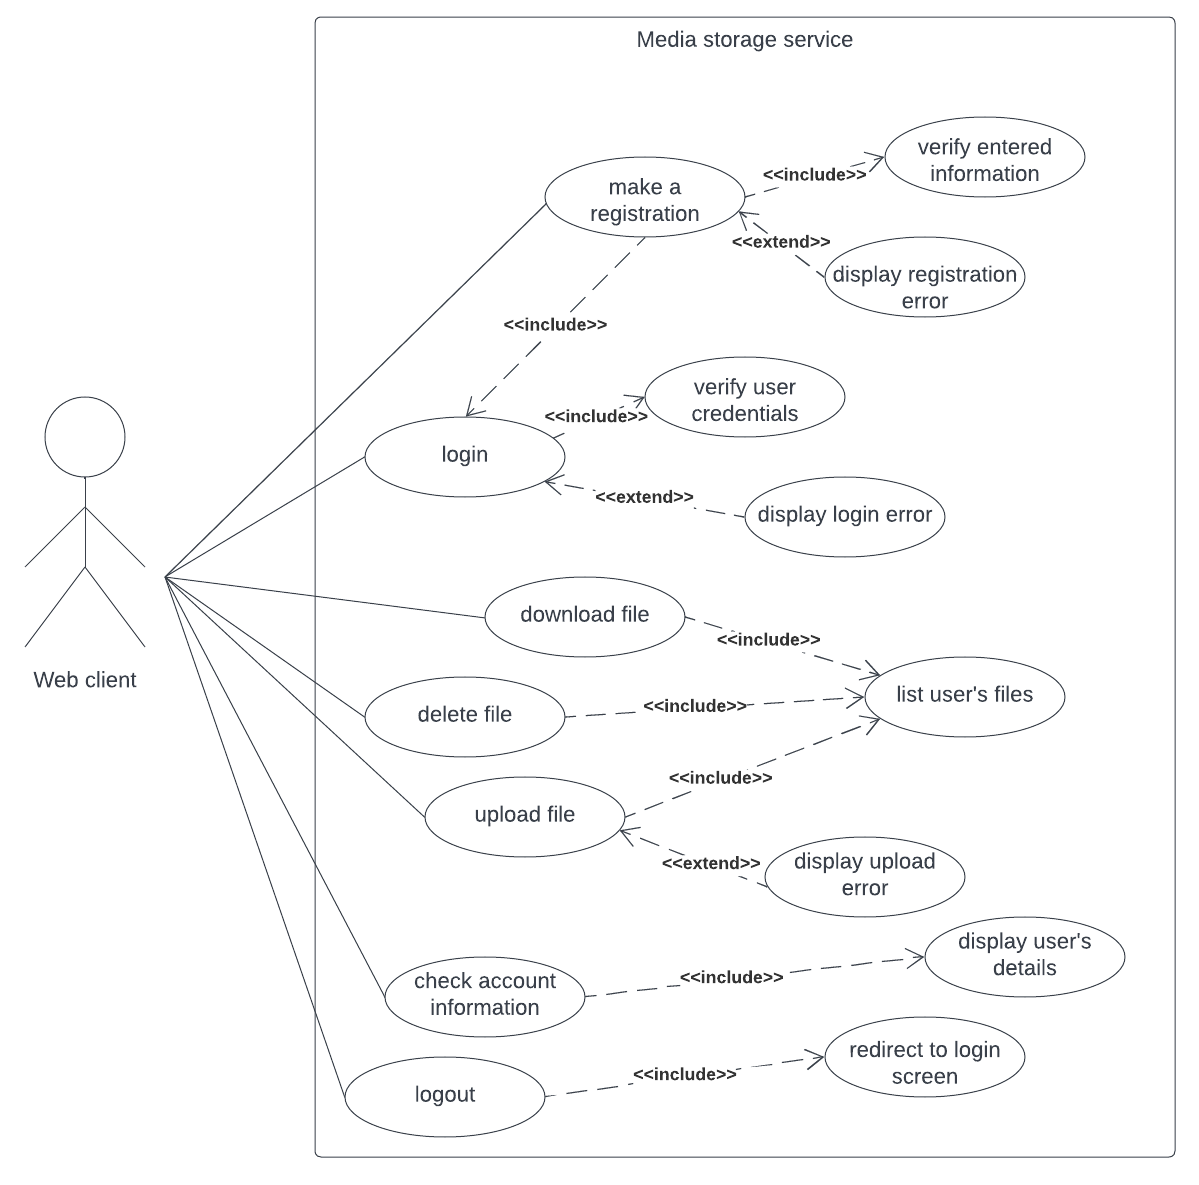 Media storage service
verify entered
information
<<include>>
make a
registration
<<extend>>
display registration
error
<<include>>
verify user
credentials
<<include>>
login
<<extend>>
display login error
download file
<<include>>
list user's files
Web client
delete file
<<include>>
<<include>>
upload file
<<extend>>
display upload
error
display user's
details
<<include>>
check account
information
redirect to login
screen
<<include>>
logout